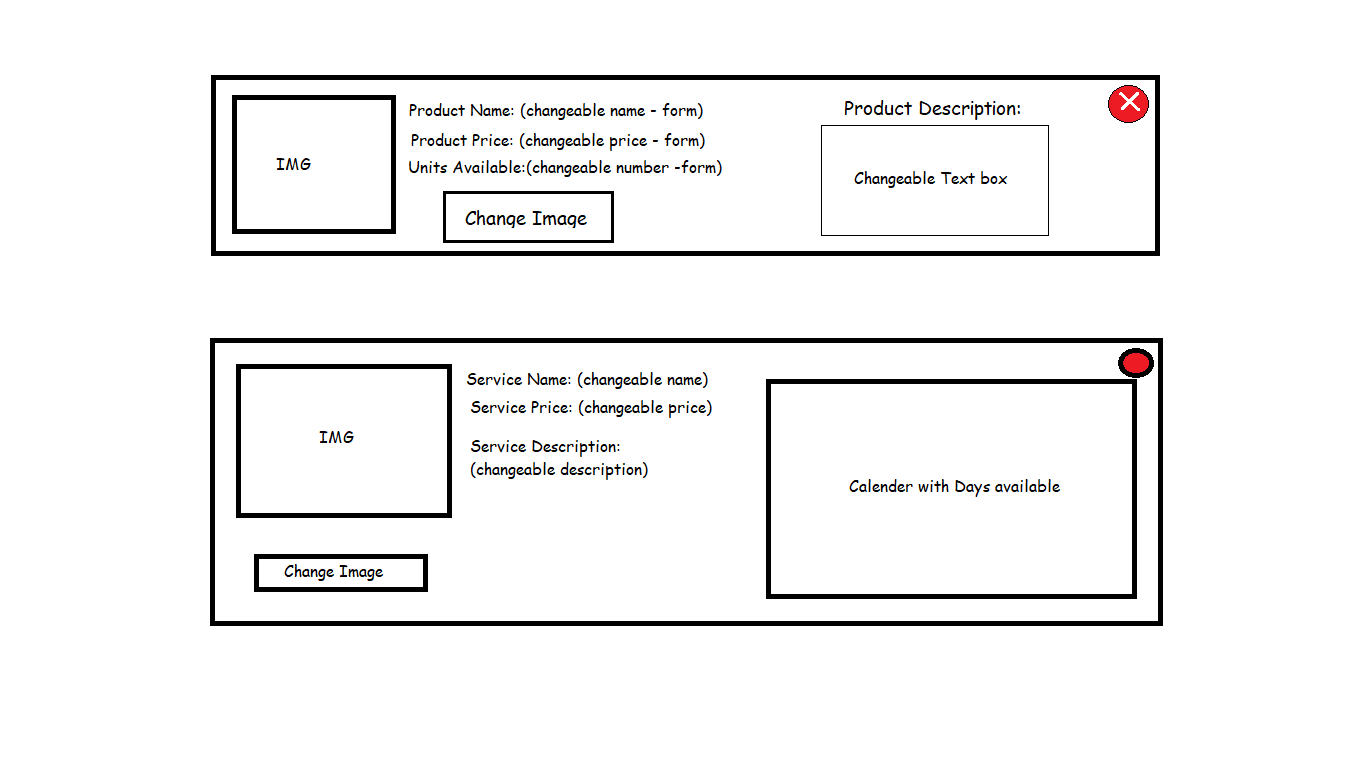 Product Name: (changeable name - form)
Product Price: (changeable price - form)
Units Available:(changeable number -form)
IMG
Change Image
Product Description:
Changeable Text box
Service Name: (changeable name)
Service Price: (changeable price)
Service Description:
(changeable description)
IMG
Change Image
Calender with Days available